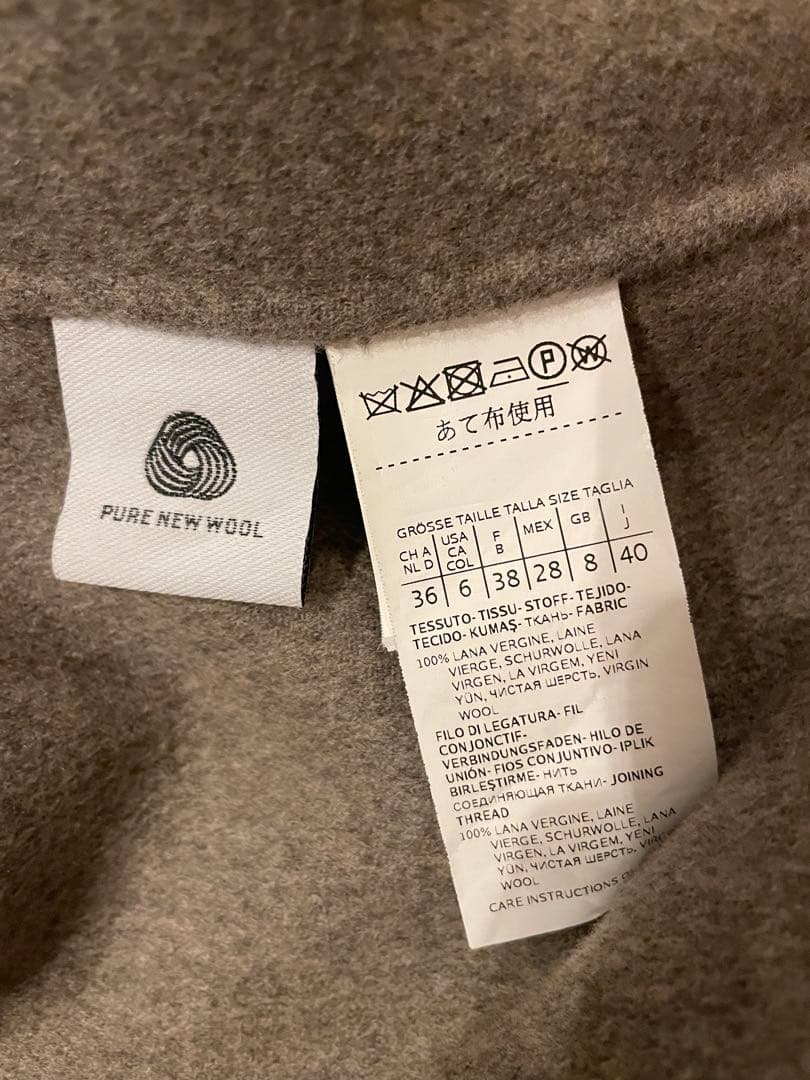 PURE NEW WOOL
P W
あて布使用
GRÖSSE TAILLE TALLA SIZE TAGLIA
CH A NL D USA CA COL F B MEX GB I J
36 6 38 28 8 40
TESSUTO- TISSU- STOFF- TEJIDO-
TECIDO- KUMAŞ- ТКАНЬ- FABRIC
100% LANA VERGINE, LAINE
VIERGE, SCHURWOLLE, LANA
VIRGEN, LA VIRGEM, YENI
YÜN, ЧИСТАЯ ШЕРСТЬ, VIRGIN
WOOL
FILO DI LEGATURA- FIL
CONJONCTIF-
VERBINDUNGSFADEN- HILO DE
UNIÓN- FIOS CONJUNTIVO- IPLIK
BIRLEŞTIRME- НИТЬ
СОЕДИНЯЮЩАЯ ТКАНИ- JOINING
THREAD
100% LANA VERGINE, LAINE
VIERGE, SCHURWOLLE, LANA
VIRGEN, LA VIRGEM, YENI
YÜN, ЧИСТАЯ ШЕРСТЬ,
WOOL
CARE INSTRUCTIONS